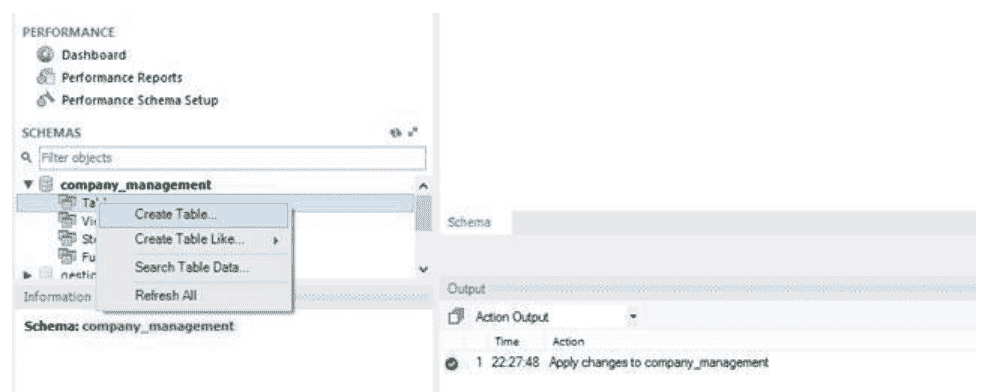 PERFORMANCE
Dashboard
Performance Reports
Performance Schema Setup
SCHEMAS
Filter objects
company_management
Create Table...
Create Table Like...
Search Table Data...
Refresh All
Information
Schema: company_management
Schema
Output
Action Output
Time Action
1 22:27:48 Apply changes to company_management